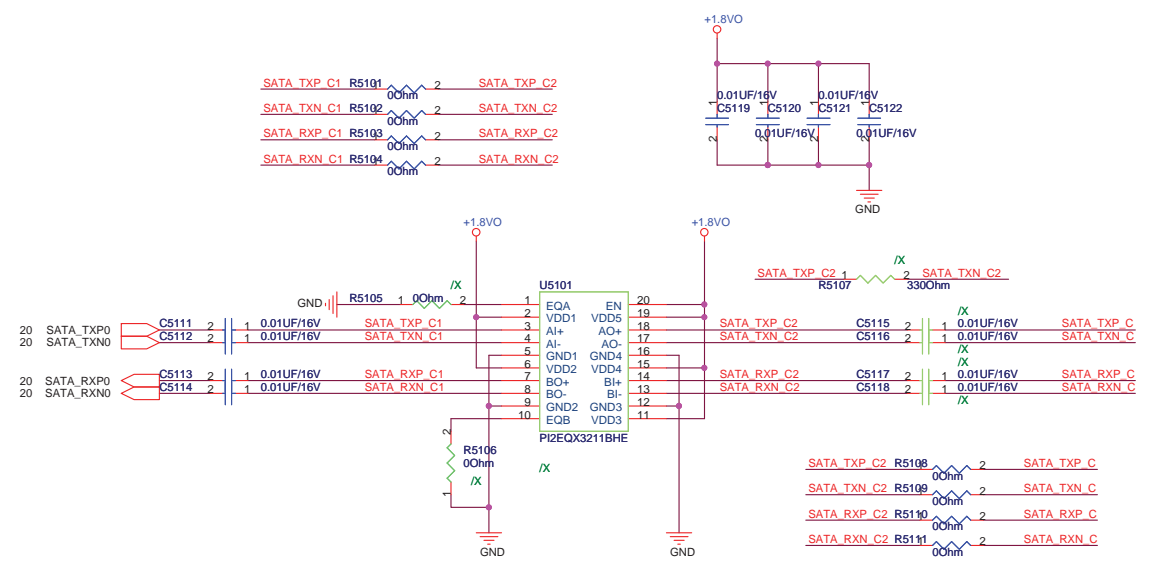 +1.8VO
SATA_TXP_C1 R5101 2 SATA_TXP_C2
0Ohm
SATA_TXN_C1 R5102 2 SATA_TXN_C2
0Ohm
SATA_RXP_C1 R5103 2 SATA_RXP_C2
0Ohm
SATA_RXN_C1 R5104 2 SATA_RXN_C2
0Ohm
0.01UF/16V 0.01UF/16V
1 1 1 1
C5119 C5120 C5121 C5122
0.01UF/16V 0.01UF/16V
2 2 2 2
GND
+1.8VO +1.8VO
/X
SATA_TXP_C2 1 2 SATA_TXN_C2
R5107 330Ohm
/X U5101
GND R5105 1 0Ohm 2 1 EQA EN 20
2 VDD1 VDD5 19 /X
20 SATA_TXP0 C5111 2 1 0.01UF/16V SATA_TXP_C1 3 AI+ AO+ 18 SATA_TXP_C2 C5115 2 1 0.01UF/16V SATA_TXP_C
20 SATA_TXN0 C5112 2 1 0.01UF/16V SATA_TXN_C1 4 AI- AO- 17 SATA_TXN_C2 C5116 2 1 0.01UF/16V SATA_TXN_C
5 GND1 GND4 16 /X
6 VDD2 VDD4 15 /X
20 SATA_RXP0 C5113 2 1 0.01UF/16V SATA_RXP_C1 7 BO+ BI+ 14 SATA_RXP_C2 C5117 2 1 0.01UF/16V SATA_RXP_C
20 SATA_RXN0 C5114 2 1 0.01UF/16V SATA_RXN_C1 8 BO- BI- 13 SATA_RXN_C2 C5118 2 1 0.01UF/16V SATA_RXN_C
9 GND2 GND3 12 /X
10 EQB VDD3 11
2 PI2EQX3211BHE
R5106
0Ohm /X
/X
1
GND GND
SATA_TXP_C2 R5108 2 SATA_TXP_C
0Ohm
SATA_TXN_C2 R5109 2 SATA_TXN_C
0Ohm
SATA_RXP_C2 R5110 2 SATA_RXP_C
0Ohm
SATA_RXN_C2 R5111 2 SATA_RXN_C
0Ohm